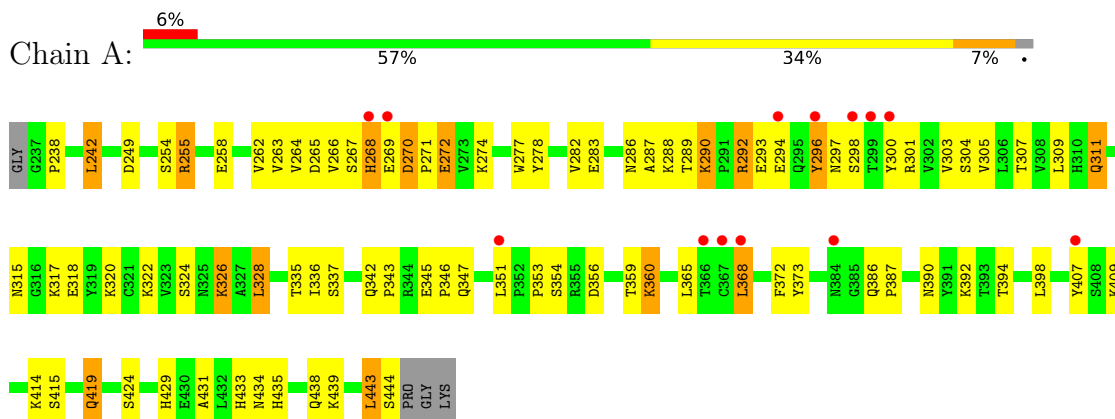 6%
Chain A:
57% 34% 7% •
GLY G237 P238 L242 D249 S254 R255 E258 V262 V263 V264 D265 V266 S267 H268 E269 D270 P271 E272 V273 K274 W277 Y278 V282 E283 N286 A287 K288 T289 K290 P291 R292 E293 E294 Q295 Y296 N297 S298 T299 Y300 R301 V302 V303 S304 V305 L306 T307 V308 L309 H310 Q311
N315 G316 K317 E318 Y319 K320 C321 K322 V323 S324 N325 K326 A327 L328 T335 I336 S337 Q342 P343 R344 E345 P346 Q347 L351 P352 P353 S354 R355 D356 T359 K360 L365 T366 C367 L368 F372 Y373 N384 G385 Q386 P387 N390 Y391 K392 T393 T394 L398 Y407 S408 K409
K414 S415 Q419 S424 H429 E430 A431 L432 H433 N434 H435 Q438 K439 L443 S444 PRO GLY LYS